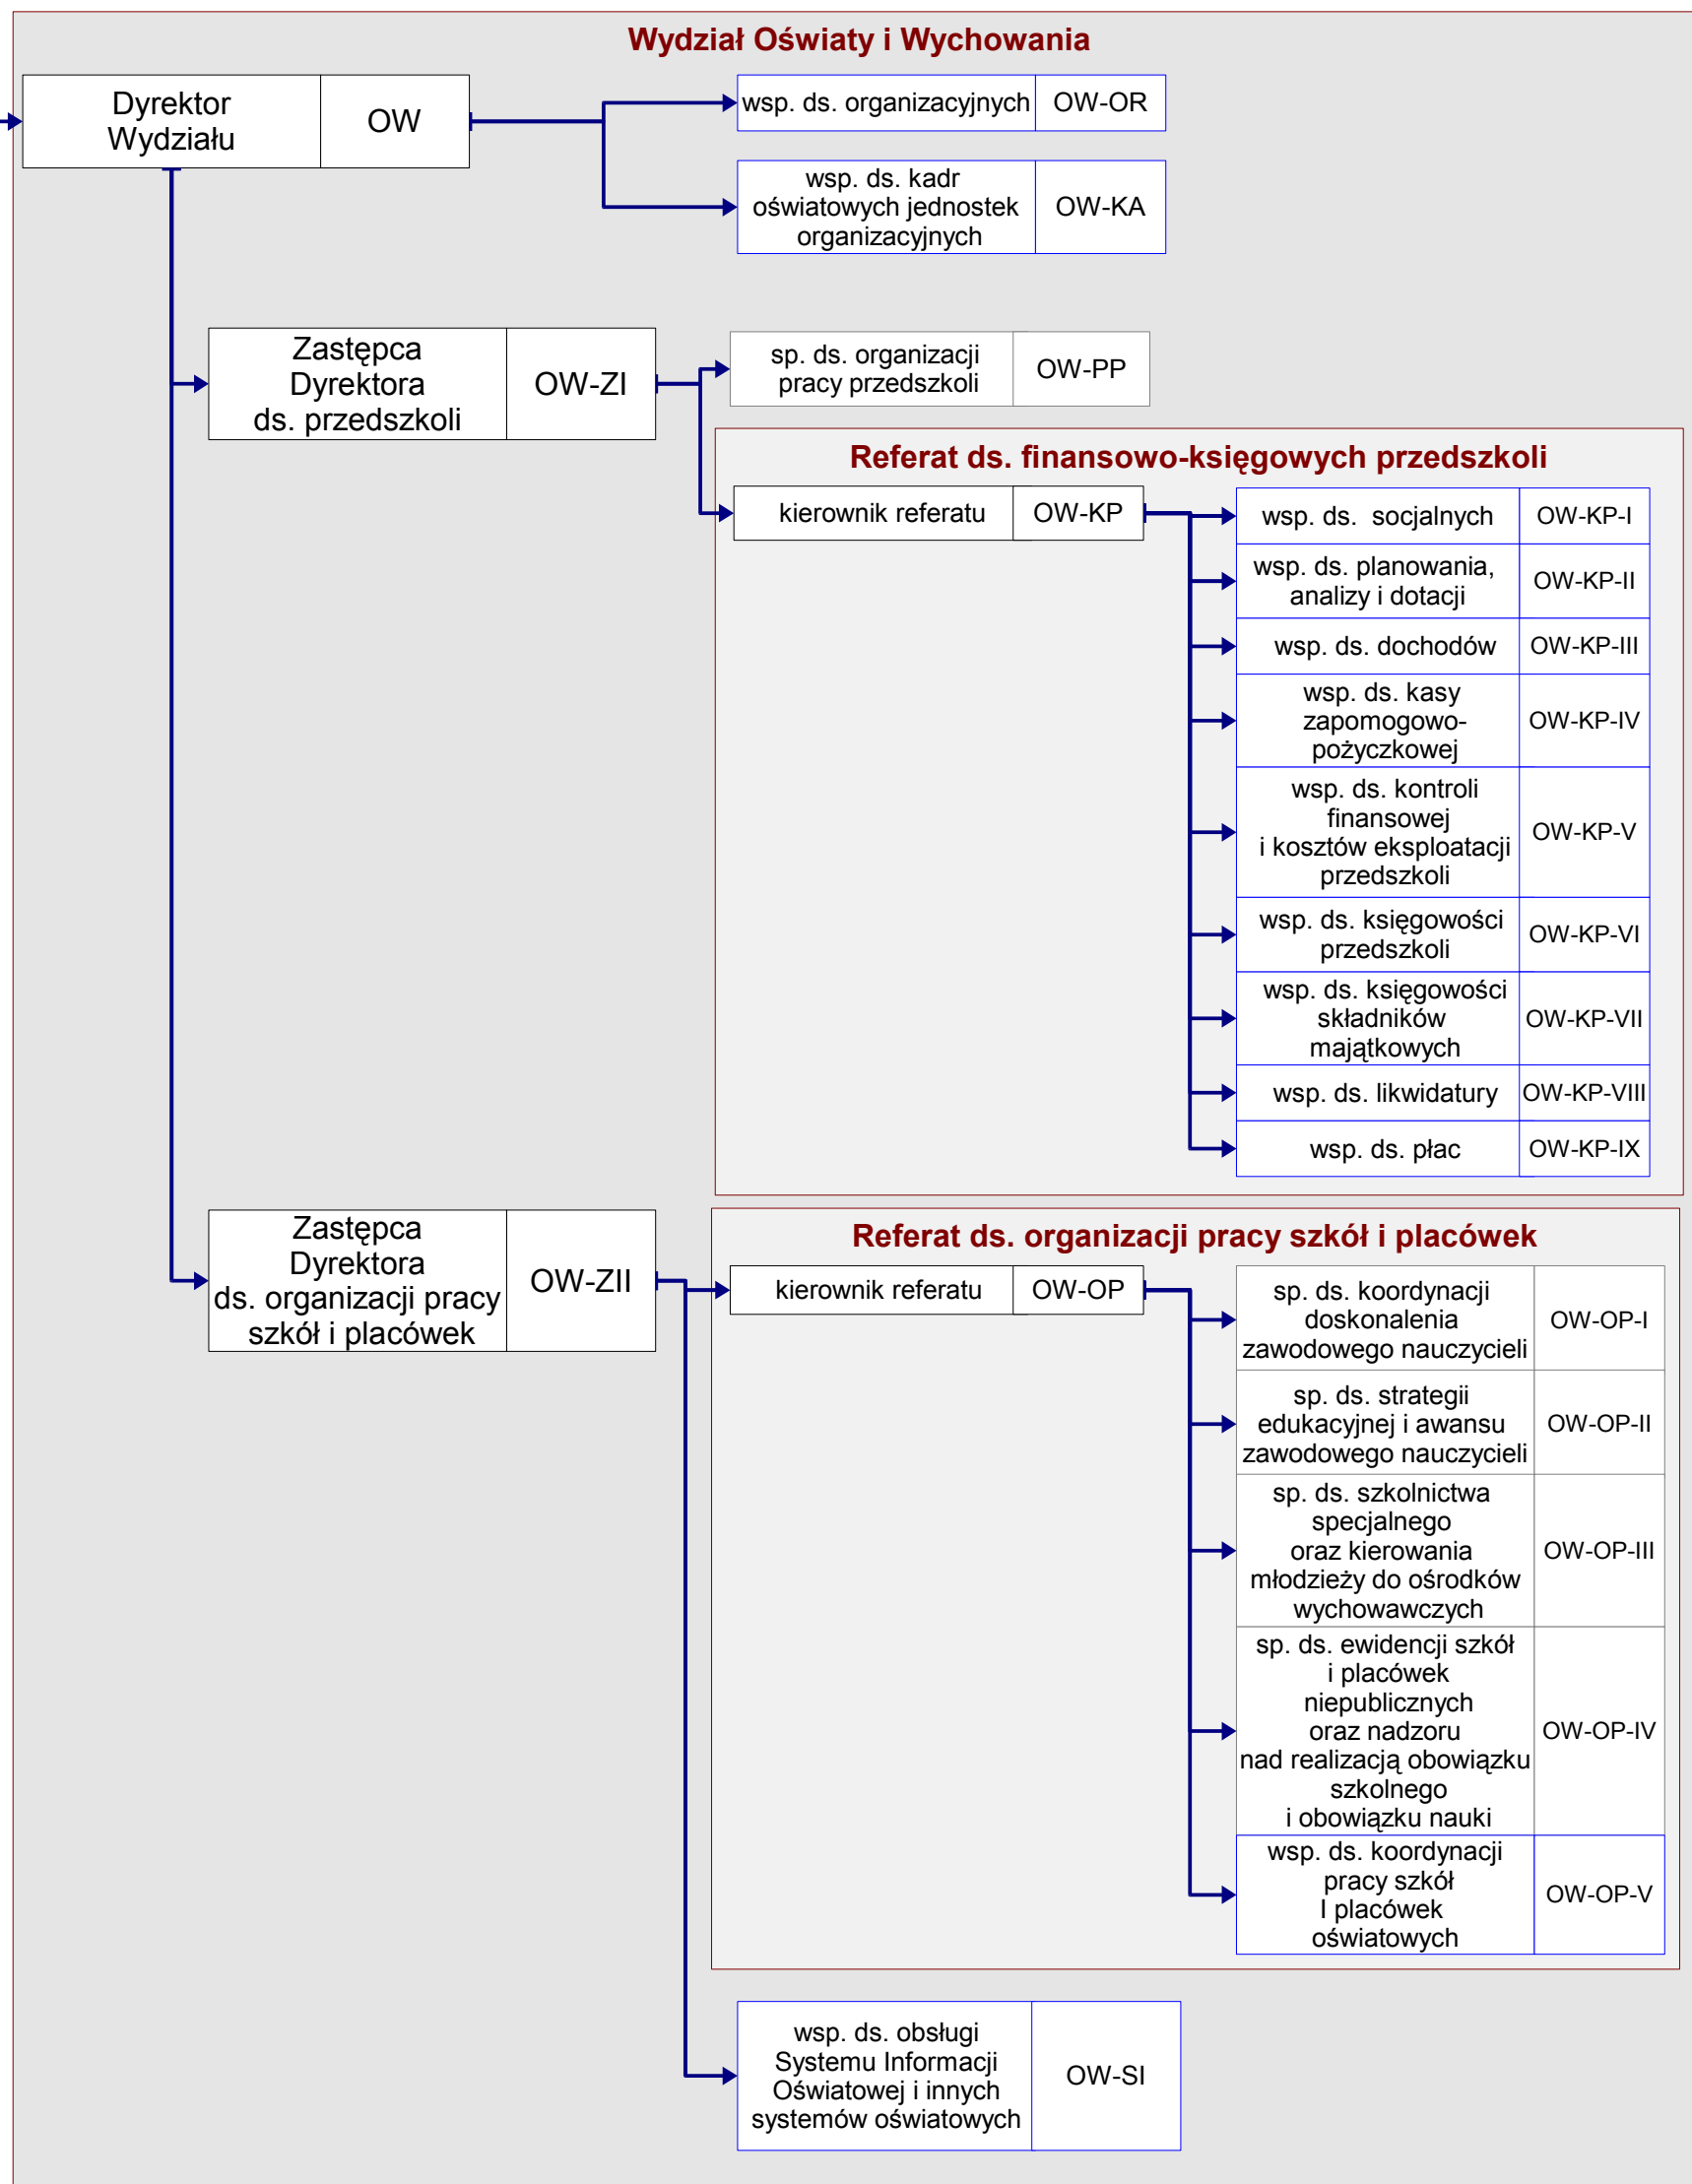 Wydział Oświaty i Wychowania
Dyrektor
Wydziału
OW
wsp. ds. organizacyjnych
OW-OR
wsp. ds. kadr
oświatowych jednostek
organizacyjnych
OW-KA
Zastępca
Dyrektora
ds. przedszkoli
OW-ZI
sp. ds. organizacji
pracy przedszkoli
OW-PP
Referat ds. finansowo-księgowych przedszkoli
kierownik referatu
OW-KP
wsp. ds. socjalnych
OW-KP-I
wsp. ds. planowania,
analizy i dotacji
OW-KP-II
wsp. ds. dochodów
OW-KP-III
wsp. ds. kasy
zapomogowo-
pożyczkowej
OW-KP-IV
wsp. ds. kontroli
finansowej
i kosztów eksploatacji
przedszkoli
OW-KP-V
wsp. ds. księgowości
przedszkoli
OW-KP-VI
wsp. ds. księgowości
składników
majątkowych
OW-KP-VII
wsp. ds. likwidatury
OW-KP-VIII
wsp. ds. płac
OW-KP-IX
Zastępca
Dyrektora
ds. organizacji pracy
szkół i placówek
OW-ZII
Referat ds. organizacji pracy szkół i placówek
kierownik referatu
OW-OP
sp. ds. koordynacji
doskonalenia
zawodowego nauczycieli
OW-OP-I
sp. ds. strategii
edukacyjnej i awansu
zawodowego nauczycieli
OW-OP-II
sp. ds. szkolnictwa
specjalnego
oraz kierowania
młodzieży do ośrodków
wychowawczych
OW-OP-III
sp. ds. ewidencji szkół
i placówek
niepublicznych
oraz nadzoru
nad realizacją obowiązku
szkolnego
i obowiązku nauki
OW-OP-IV
wsp. ds. koordynacji
pracy szkół
I placówek
oświatowych
OW-OP-V
wsp. ds. obsługi
Systemu Informacji
Oświatowej i innych
systemów oświatowych
OW-SI